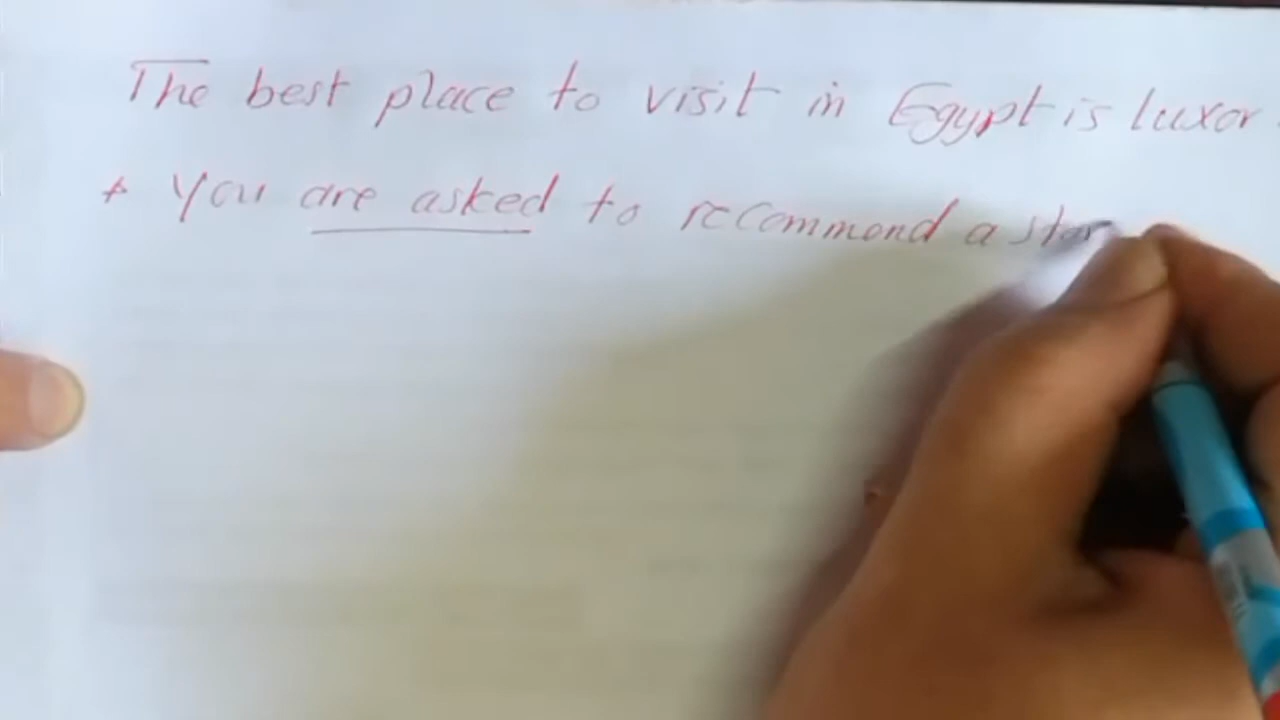 The best place to visit in Egypt is luxor.
+ You are asked to recommend a